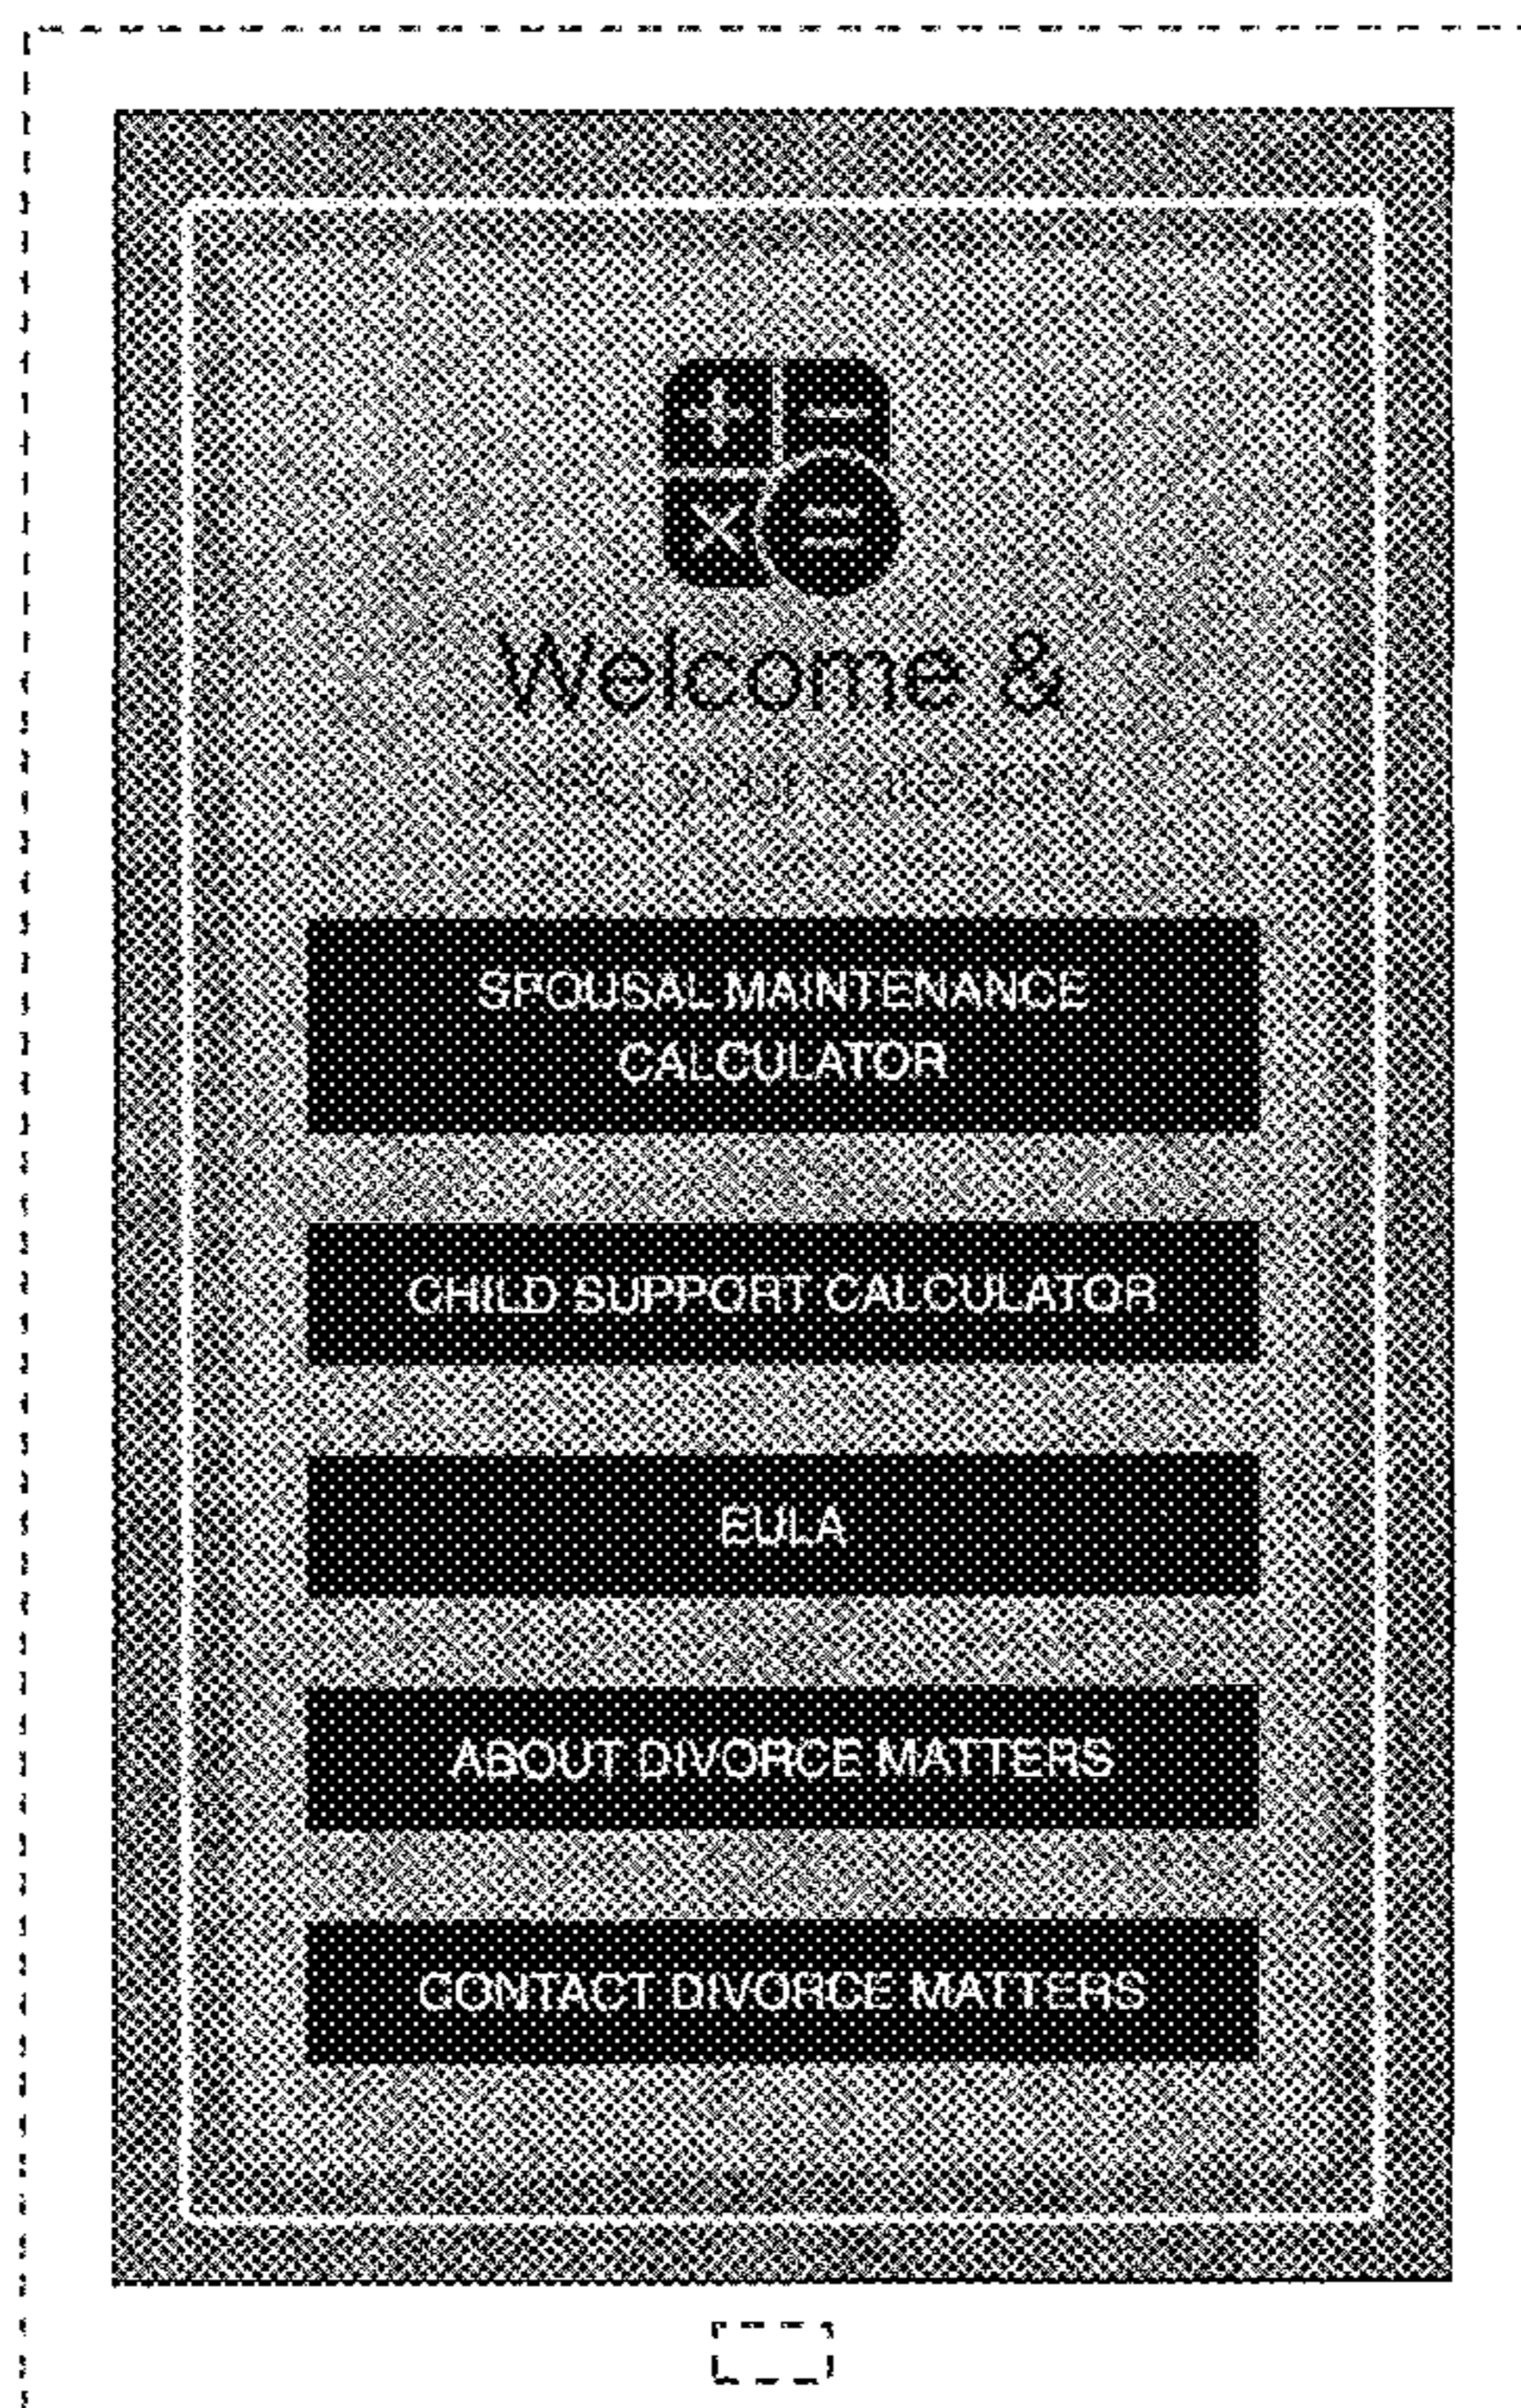 Welcome &
SPOUSAL MAINTENANCE
CALCULATOR
CHILD SUPPORT CALCULATOR
EULA
ABOUT DIVORCE MATTERS
CONTACT DIVORCE MATTERS